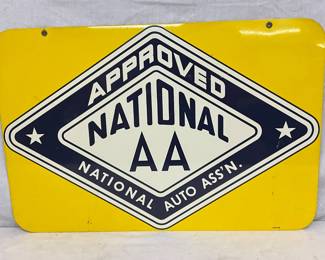 APPROVED
NATIONAL
AA
NATIONAL AUTO ASS'N.